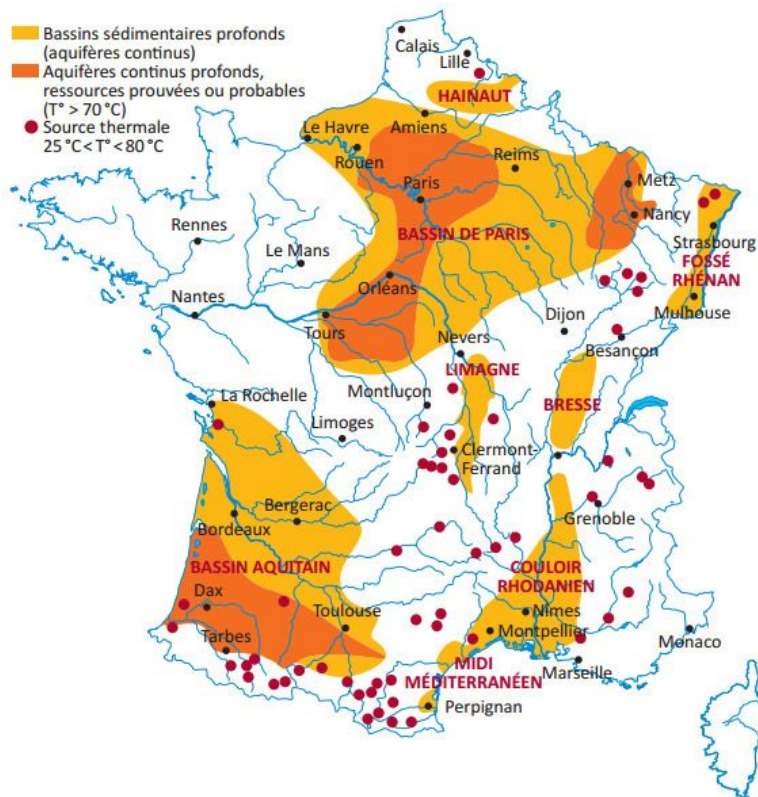 Bassins sédimentaires profonds
(aquifères continus)
Aquifères continus profonds,
ressources prouvées ou probables
(T° > 70 °C)
Source thermale
25 °C < T° < 80 °C
Calais
Lille
HAINAUT
Amiens
Le Havre
Rouen
Reims
Paris
Metz
Nancy
Strasbourg
FOSSÉ
RHÉNAN
Mulhouse
BASSIN DE PARIS
Rennes
Le Mans
Orléans
Nantes
Tours
Dijon
Besançon
Nevers
LIMAGNE
BRESSE
La Rochelle
Montluçon
Limoges
Clermont-
Ferrand
Grenoble
Bergerac
Bordeaux
BASSIN AQUITAIN
COULOIR
RHODANIEN
Dax
Toulouse
Nîmes
Montpellier
Tarbes
Monaco
Marseille
MIDI
MÉDITERRANÉEN
Perpignan